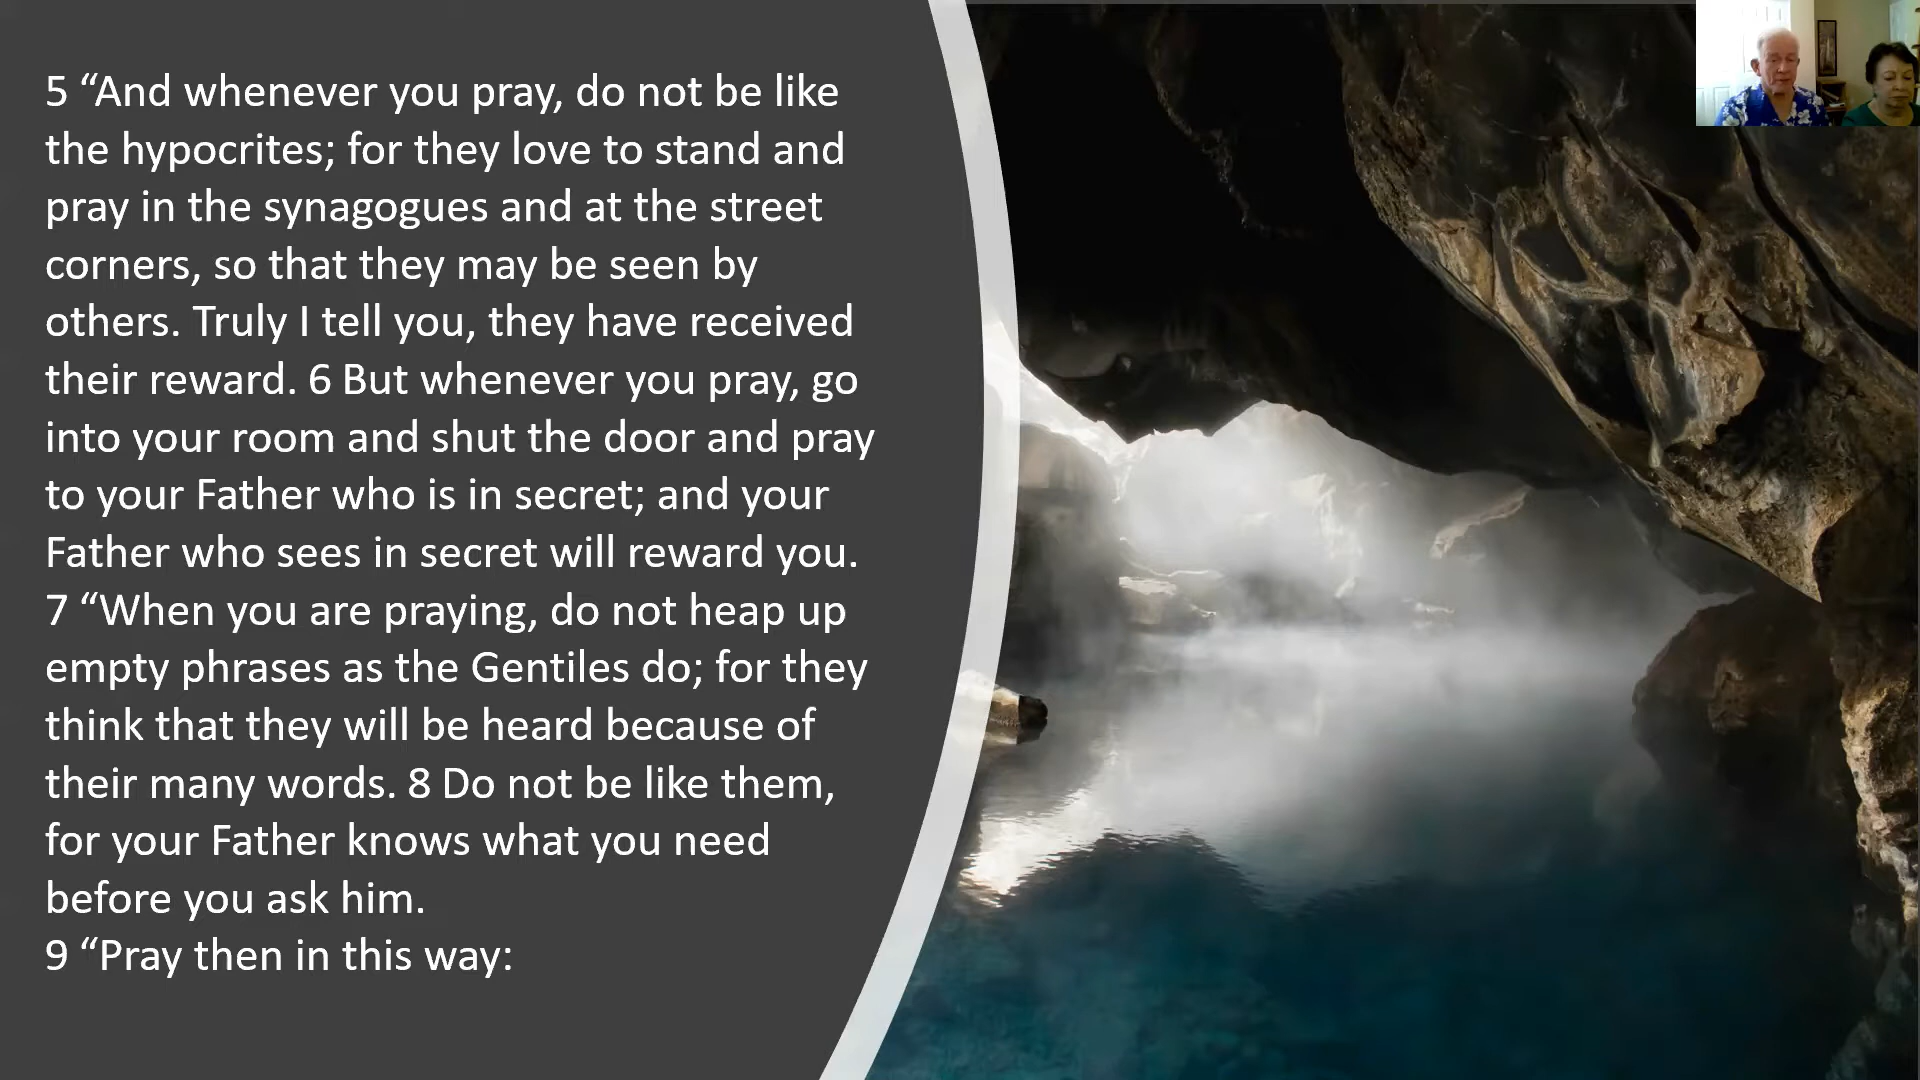 5 “And whenever you pray, do not be like
the hypocrites; for they love to stand and
pray in the synagogues and at the street
corners, so that they may be seen by
others. Truly I tell you, they have received
their reward. 6 But whenever you pray, go
into your room and shut the door and pray
to your Father who is in secret; and your
Father who sees in secret will reward you.
7 “When you are praying, do not heap up
empty phrases as the Gentiles do; for they
think that they will be heard because of
their many words. 8 Do not be like them,
for your Father knows what you need
before you ask him.
9 “Pray then in this way: